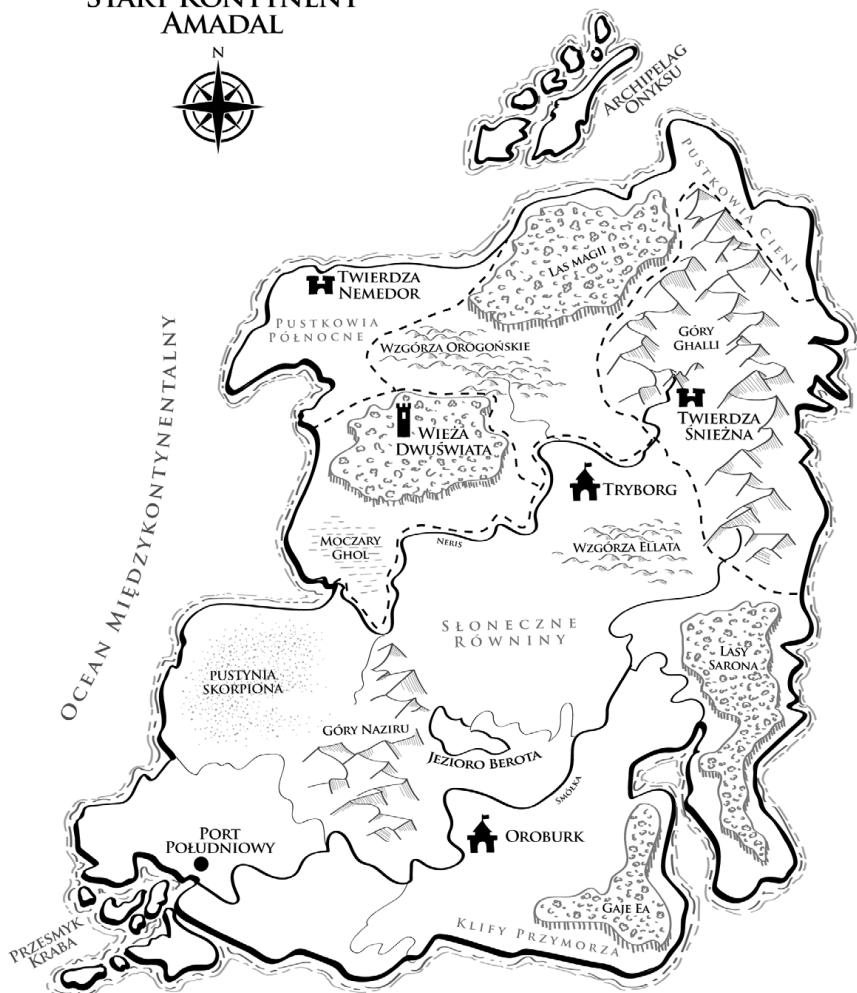 STARY KONTYNENT
AMADAL
N
ARCHIPELAG
ONYKSU
PUSTKOWIA CIENI
LAS MAGII
TWIERDZA
NEMEDOR
PUSTKOWIA
PÓŁNOCNE
WZGÓRZA OROGOŃSKIE
GÓRY
GHALLI
TWIERDZA
ŚNIEŻNA
WIEŻA
DWUŚWIATA
TRYBORG
OCEAN MIĘDZYKONTYNENTALNY
MOCZARY
GHOL
NERIS
WZGÓRZA ELLATA
SŁONECZNE
RÓWNINY
LASY
SARONA
PUSTYNIA
SKORPIONA
GÓRY NAZIRU
JEZIORO BEROTA
SMÓŁKA
PORT
POŁUDNIOWY
OROBURK
GAJE EA
KLIFY PRZYMORZA
PRZESMYK
KRABA